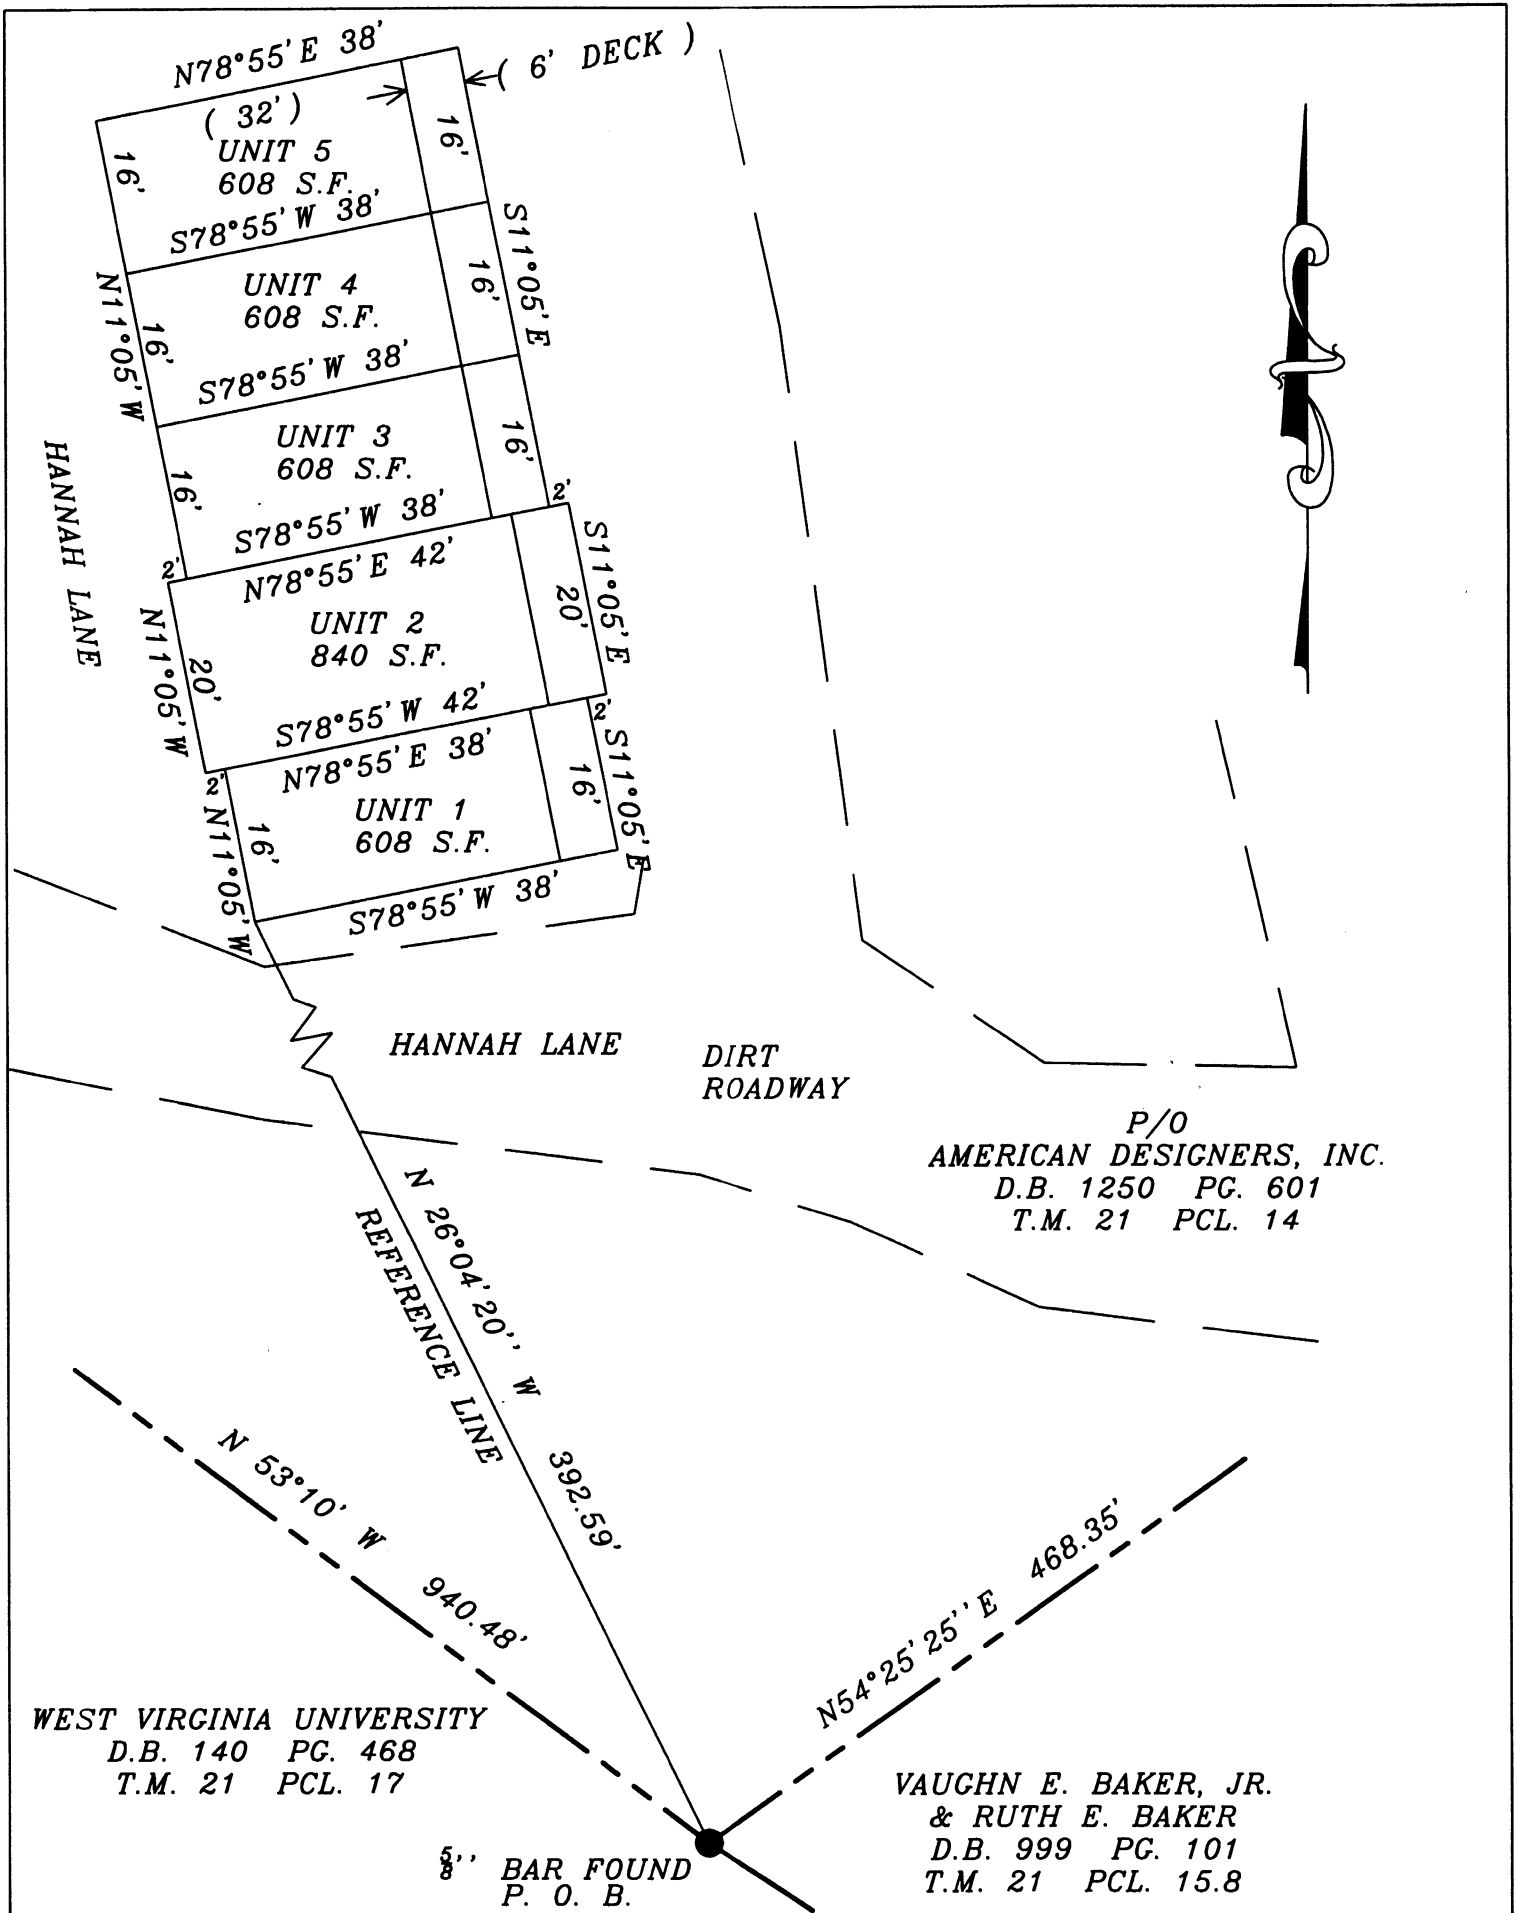 N78°55'E 38'
( 6' DECK )
( 32' )
16'
16'
UNIT 5
608 S.F.
S78°55'W 38'
S11°05'E
N11°05'W
16'
16'
UNIT 4
608 S.F.
S78°55'W 38'
HANNAH LANE
16'
16'
UNIT 3
608 S.F.
S78°55'W 38'
2'
2'
N78°55'E 42'
S11°05'E
N11°05'W
20'
20'
UNIT 2
840 S.F.
S78°55'W 42'
2'
2'
N78°55'E 38'
S11°05'E
N11°05'W
16'
16'
UNIT 1
608 S.F.
S78°55'W 38'
HANNAH LANE
DIRT
ROADWAY
P/O
AMERICAN DESIGNERS, INC.
D.B. 1250 PG. 601
T.M. 21 PCL. 14
N 26°04'20'' W 392.59'
REFERENCE LINE
N 53°10' W 940.48'
N54°25'25''E 468.35'
WEST VIRGINIA UNIVERSITY
D.B. 140 PG. 468
T.M. 21 PCL. 17
VAUGHN E. BAKER, JR.
& RUTH E. BAKER
D.B. 999 PG. 101
T.M. 21 PCL. 15.8
5/8'' BAR FOUND
P. O. B.